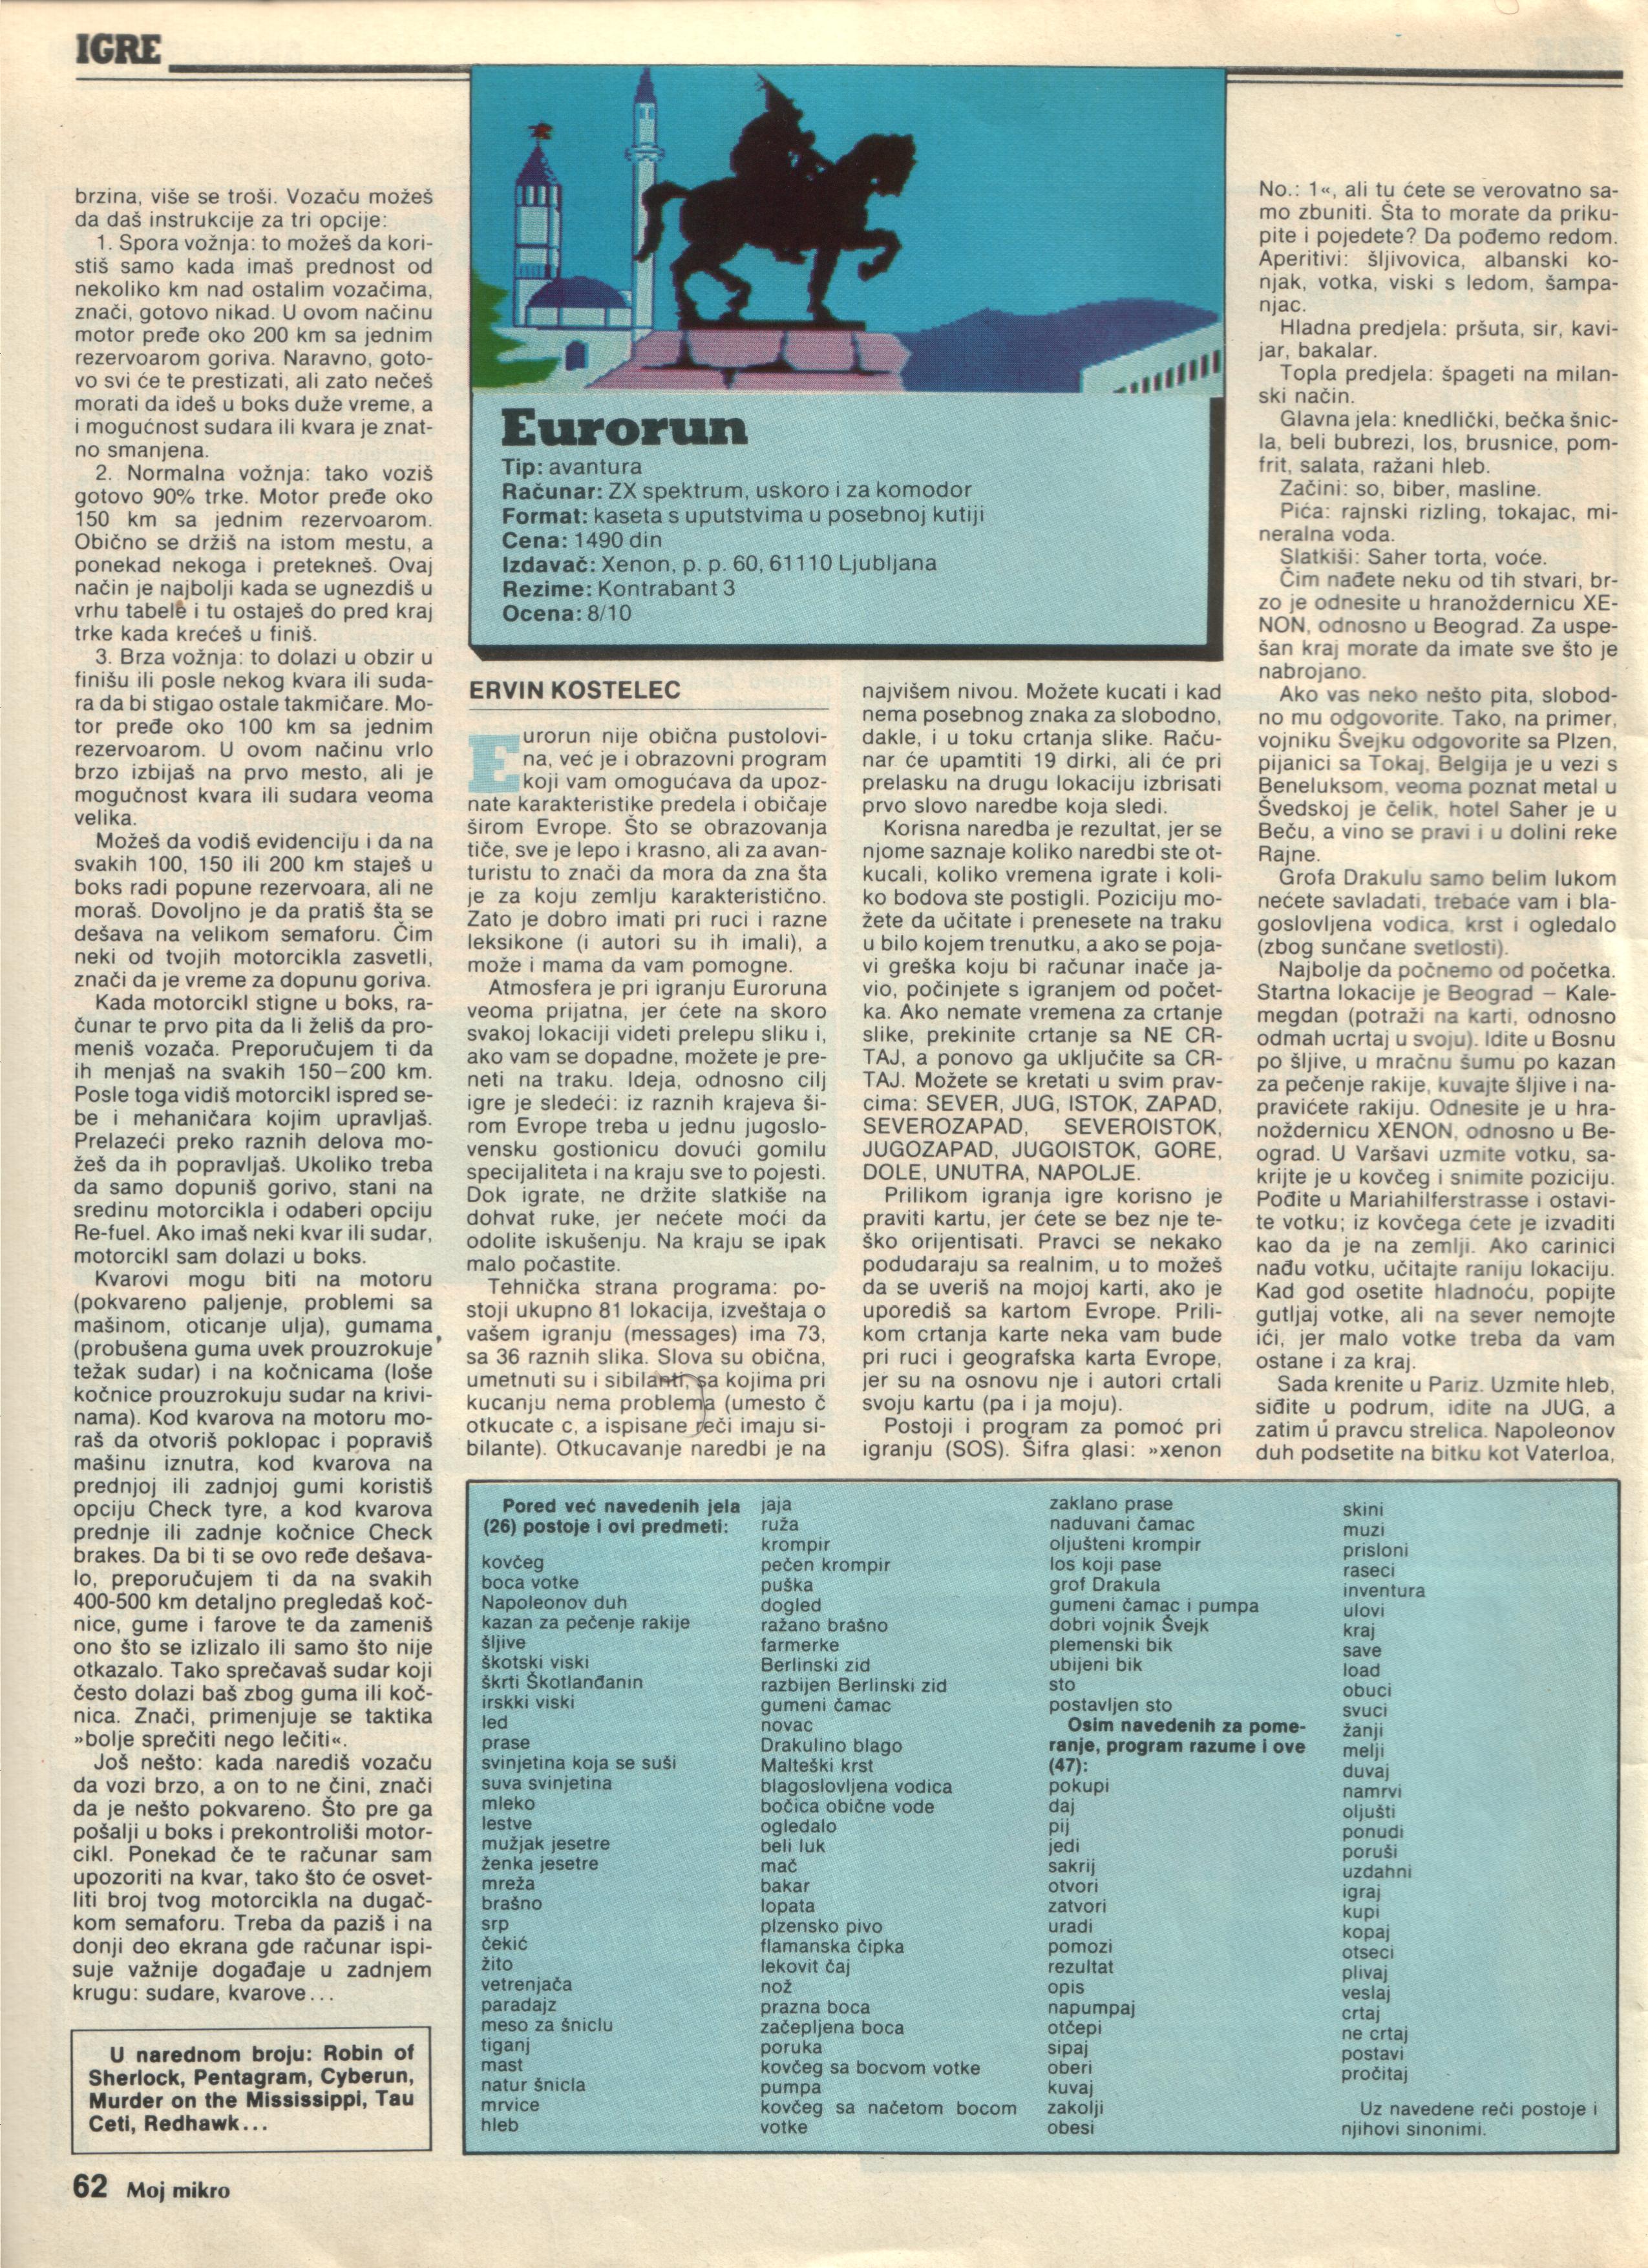 IGRE
brzina, više se troši. Vozaču možeš
da daš instrukcije za tri opcije:
1. Spora vožnja: to možeš da kori-
stiš samo kada imaš prednost od
nekoliko km nad ostalim vozačima,
znači, gotovo nikad. U ovom načinu
motor pređe oko 200 km sa jednim
rezervoarom goriva. Naravno, goto-
vo svi će te prestizati, ali zato nečeš
morati da ideš u boks duže vreme, a
i mogućnost sudara ili kvara je znat-
no smanjena.
2. Normalna vožnja: tako voziš
gotovo 90% trke. Motor pređe oko
150 km sa jednim rezervoarom.
Obično se držiš na istom mestu, a
ponekad nekoga i pretekneš. Ovaj
način je najbolji kada se ugnezdiš u
vrhu tabele i tu ostaješ do pred kraj
trke kada krećeš u finiš.
3. Brza vožnja: to dolazi u obzir u
finišu ili posle nekog kvara ili suda-
ra da bi stigao ostale takmičare. Mo-
tor pređe oko 100 km sa jednim
rezervoarom. U ovom načinu vrlo
brzo izbijaš na prvo mesto, ali je
mogučnost kvara ili sudara veoma
velika.
Možeš da vodiš evidenciju i da na
svakih 100, 150 ili 200 km staješ u
boks radi popune rezervoara, ali ne
moraš. Dovoljno je da pratiš šta se
dešava na velikom semaforu. Čim
neki od tvojih motorcikla zasvetli,
znači da je vreme za dopunu goriva.
Kada motorcikl stigne u boks, ra-
čunar te prvo pita da li želiš da pro-
meniš vozača. Preporučujem ti da
ih menjaš na svakih 150–200 km.
Posle toga vidiš motorcikl ispred se-
be i mehaničara kojim upravljaš.
Prelazeći preko raznih delova mo-
žeš da ih popravljaš. Ukoliko treba
da samo dopuniš gorivo, stani na
sredinu motorcikla i odaberi opciju
Re-fuel. Ako imaš neki kvar ili sudar,
motorcikl sam dolazi u boks.
Kvarovi mogu biti na motoru
(pokvareno paljenje, problemi sa
mašinom, oticanje ulja), gumama
(probušena guma uvek prouzrokuje
težak sudar) i na kočnicama (loše
kočnice prouzrokuju sudar na krivi-
nama). Kod kvarova na motoru mo-
raš da otvoriš poklopac i popraviš
mašinu iznutra, kod kvarova na
prednjoj ili zadnjoj gumi koristiš
opciju Check tyre, a kod kvarova
prednje ili zadnje kočnice Check
brakes. Da bi ti se ovo ređe dešava-
lo, preporučujem ti da na svakih
400-500 km detaljno pregledaš koč-
nice, gume i farove te da zameniš
ono što se izlizalo ili samo što nije
otkazalo. Tako sprečavaš sudar koji
često dolazi baš zbog guma ili koč-
nica. Znači, primenjuje se taktika
»bolje sprečiti nego lečiti«.
Još nešto: kada narediš vozaču
da vozi brzo, a on to ne čini, znači
da je nešto pokvareno. Što pre ga
pošalji u boks i prekontroliši motor-
cikl. Ponekad če te računar sam
upozoriti na kvar, tako što će osvet-
liti broj tvog motorcikla na dugač-
kom semaforu. Treba da paziš i na
donji deo ekrana gde računar ispi-
suje važnije događaje u zadnjem
krugu: sudare, kvarove...
U narednom broju: Robin of
Sherlock, Pentagram, Cyberun,
Murder on the Mississippi, Tau
Ceti, Redhawk...
Eurorun
Tip: avantura
Računar: ZX spektrum, uskoro i za komodor
Format: kaseta s uputstvima u posebnoj kutiji
Cena: 1490 din
Izdavač: Xenon, p. p. 60, 61110 Ljubljana
Rezime: Kontrabant 3
Ocena: 8/10
ERVIN KOSTELEC
Eurorun nije obična pustolovi-
na, već je i obrazovni program
koji vam omogućava da upoz-
nate karakteristike predela i običaje
širom Evrope. Što se obrazovanja
tiče, sve je lepo i krasno, ali za avan-
turistu to znači da mora da zna šta
je za koju zemlju karakteristično.
Zato je dobro imati pri ruci i razne
leksikone (i autori su ih imali), a
može i mama da vam pomogne.
Atmosfera je pri igranju Euroruna
veoma prijatna, jer ćete na skoro
svakoj lokaciji videti prelepu sliku i,
ako vam se dopadne, možete je pre-
neti na traku. Ideja, odnosno cilj
igre je sledeći: iz raznih krajeva ši-
rom Evrope treba u jednu jugoslo-
vensku gostionicu dovući gomilu
specijaliteta i na kraju sve to pojesti.
Dok igrate, ne držite slatkiše na
dohvat ruke, jer nećete moći da
odolite iskušenju. Na kraju se ipak
malo počastite.
Tehnička strana programa: po-
stoji ukupno 81 lokacija, izveštaja o
vašem igranju (messages) ima 73,
sa 36 raznih slika. Slova su obična,
umetnuti su i sibilanti, sa kojima pri
kucanju nema problema (umesto č
otkucate c, a ispisane reči imaju si-
bilante). Otkucavanje naredbi je na
najvišem nivou. Možete kucati i kad
nema posebnog znaka za slobodno,
dakle, i u toku crtanja slike. Raču-
nar će upamtiti 19 dirki, ali će pri
prelasku na drugu lokaciju izbrisati
prvo slovo naredbe koja sledi.
Korisna naredba je rezultat, jer se
njome saznaje koliko naredbi ste ot-
kucali, koliko vremena igrate i koli-
ko bodova ste postigli. Poziciju mo-
žete da učitate i prenesete na traku
u bilo kojem trenutku, a ako se poja-
vi greška koju bi računar inače ja-
vio, počinjete s igranjem od počet-
ka. Ako nemate vremena za crtanje
slike, prekinite crtanje sa NE CR-
TAJ, a ponovo ga uključite sa CR-
TAJ. Možete se kretati u svim prav-
cima: SEVER, JUG, ISTOK, ZAPAD,
SEVEROZAPAD, SEVEROISTOK,
JUGOZAPAD, JUGOISTOK, GORE,
DOLE, UNUTRA, NAPOLJE.
Prilikom igranja igre korisno je
praviti kartu, jer ćete se bez nje te-
ško orijentisati. Pravci se nekako
podudaraju sa realnim, u to možeš
da se uveriš na mojoj karti, ako je
uporediš sa kartom Evrope. Prili-
kom crtanja karte neka vam bude
pri ruci i geografska karta Evrope,
jer su na osnovu nje i autori crtali
svoju kartu (pa i ja moju).
Postoji i program za pomoć pri
igranju (SOS). Šifra glasi: »xenon
No.: 1«, ali tu ćete se verovatno sa-
mo zbuniti. Šta to morate da priku-
pite i pojedete? Da pođemo redom.
Aperitivi: šljivovica, albanski ko-
njak, votka, viski s ledom, šampa-
njac.
Hladna predjela: pršuta, sir, kavi-
jar, bakalar.
Topla predjela: špageti na milan-
ski način.
Glavna jela: knedlički, bečka šnic-
la, beli bubrezi, los, brusnice, pom-
frit, salata, ražani hleb.
Začini: so, biber, masline.
Pića: rajnski rizling, tokajac, mi-
neralna voda.
Slatkiši: Saher torta, voće.
Čim nađete neku od tih stvari, br-
zo je odnesite u hranoždernicu XE-
NON, odnosno u Beograd. Za uspe-
šan kraj morate da imate sve što je
nabrojano.
Ako vas neko nešto pita, slobod-
no mu odgovorite. Tako, na primer,
vojniku Švejku odgovorite sa Plzen,
pijanici sa Tokaj, Belgija je u vezi s
Beneluksom, veoma poznat metal u
Švedskoj je čelik, hotel Saher je u
Beču, a vino se pravi i u dolini reke
Rajne.
Grofa Drakulu samo belim lukom
nećete savladati, trebaće vam i bla-
goslovljena vodica, krst i ogledalo
(zbog sunčane svetlosti).
Najbolje da počnemo od početka.
Startna lokacije je Beograd – Kale-
megdan (potraži na karti, odnosno
odmah ucrtaj u svoju). Idite u Bosnu
po šljive, u mračnu šumu po kazan
za pečenje rakije, kuvajte šljive i na-
pravićete rakiju. Odnesite je u hra-
noždernicu XENON, odnosno u Be-
ograd. U Varšavi uzmite votku, sa-
krijte je u kovčeg i snimite poziciju.
Pođite u Mariahilferstrasse i ostavi-
te votku; iz kovčega ćete je izvaditi
kao da je na zemlji. Ako carinici
nađu votku, učitajte raniju lokaciju.
Kad god osetite hladnoću, popijte
gutljaj votke, ali na sever nemojte
ići, jer malo votke treba da vam
ostane i za kraj.
Sada krenite u Pariz. Uzmite hleb,
siđite u podrum, idite na JUG, a
zatim u pravcu strelica. Napoleonov
duh podsetite na bitku kot Vaterloa,
Pored već navedenih jela
(26) postoje i ovi predmeti:
kovčeg
boca votke
Napoleonov duh
kazan za pečenje rakije
šljive
škotski viski
škrti Škotlanđanin
irskki viski
led
prase
svinjetina koja se suši
suva svinjetina
mleko
lestve
mužjak jesetre
ženka jesetre
mreža
brašno
srp
čekić
žito
vetrenjača
paradajz
meso za šniclu
tiganj
mast
natur šnicla
mrvice
hleb
jaja
ruža
krompir
pečen krompir
puška
dogled
ražano brašno
farmerke
Berlinski zid
razbijen Berlinski zid
gumeni čamac
novac
Drakulino blago
Malteški krst
blagoslovljena vodica
bočica obične vode
ogledalo
beli luk
mač
bakar
lopata
plzensko pivo
flamanska čipka
lekovit čaj
nož
prazna boca
začepljena boca
poruka
kovčeg sa bocvom votke
pumpa
kovčeg sa načetom bocom
votke
zaklano prase
naduvani čamac
oljušteni krompir
los koji pase
grof Drakula
gumeni čamac i pumpa
dobri vojnik Švejk
plemenski bik
ubijeni bik
sto
postavljen sto
Osim navedenih za pome-
ranje, program razume i ove
(47):
pokupi
daj
pij
jedi
sakrij
otvori
zatvori
uradi
pomozi
rezultat
opis
napumpaj
otčepi
sipaj
oberi
kuvaj
zakolji
obesi
skini
muzi
prisloni
raseci
inventura
ulovi
kraj
save
load
obuci
svuci
žanji
melji
duvaj
namrvi
oljušti
ponudi
poruši
uzdahni
igraj
kupi
kopaj
otseci
plivaj
veslaj
crtaj
ne crtaj
postavi
pročitaj
Uz navedene reči postoje i
njihovi sinonimi.
62 Moj mikro